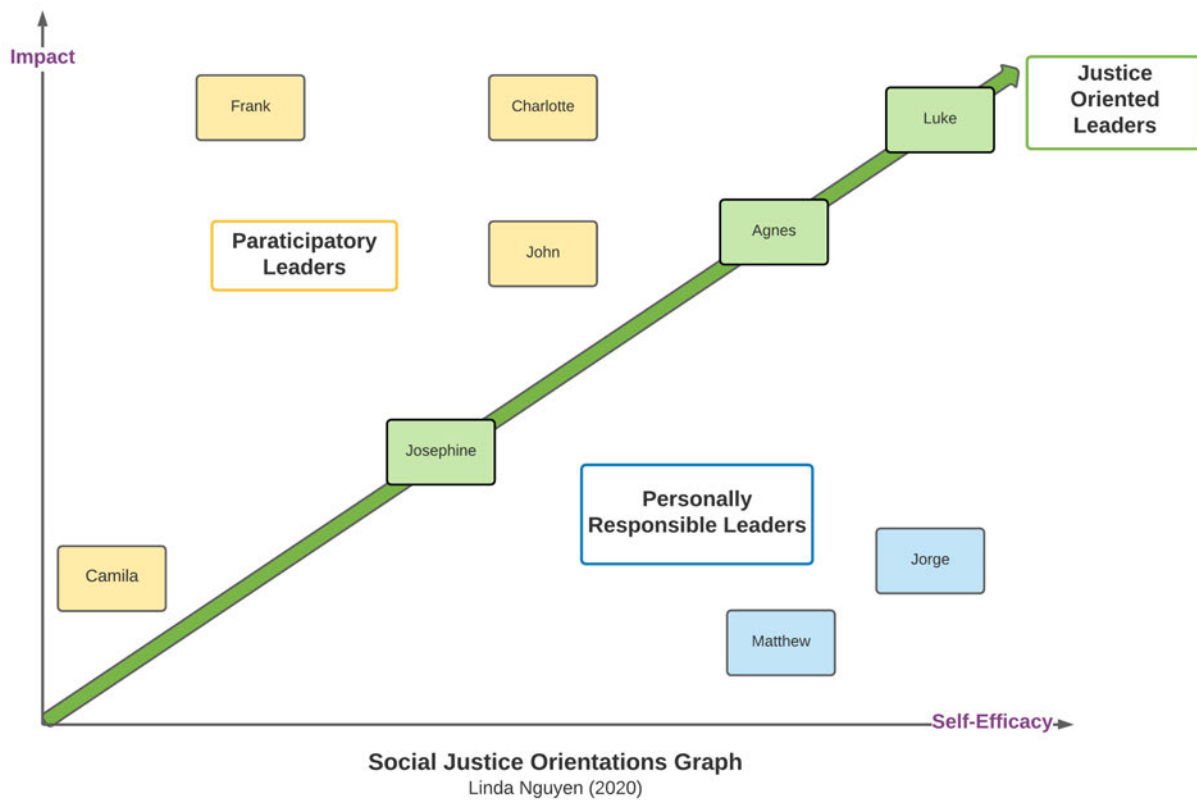 Impact
Frank
Charlotte
Luke
Justice
Oriented
Leaders
Paraticipatory
Leaders
John
Agnes
Josephine
Personally
Responsible Leaders
Camila
Jorge
Matthew
Self-Efficacy
Social Justice Orientations Graph
Linda Nguyen (2020)